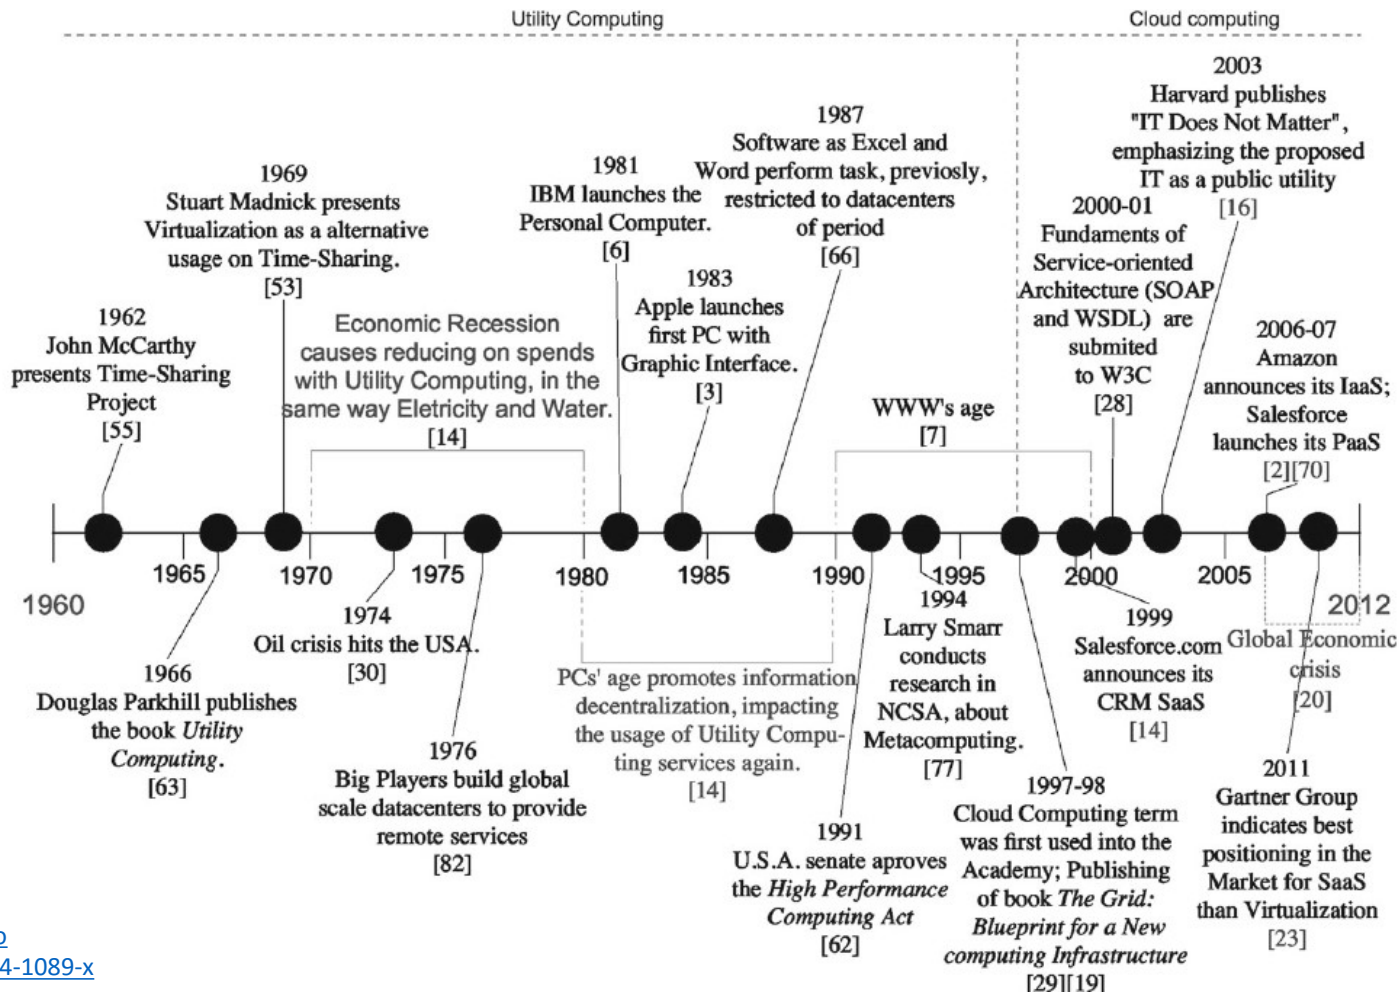 Utility Computing
Cloud computing
1962
John McCarthy
presents Time-Sharing
Project
[55]
1969
Stuart Madnick presents
Virtualization as a alternative
usage on Time-Sharing.
[53]
Economic Recession
causes reducing on spends
with Utility Computing, in the
same way Eletricity and Water.
[14]
1981
IBM launches the
Personal Computer.
[6]
1983
Apple launches
first PC with
Graphic Interface.
[3]
1987
Software as Excel and
Word perform task, previosly,
restricted to datacenters
of period
[66]
WWW's age
[7]
2000-01
Fundaments of
Service-oriented
Architecture (SOAP
and WSDL) are
submited
to W3C
[28]
2003
Harvard publishes
"IT Does Not Matter",
emphasizing the proposed
IT as a public utility
[16]
2006-07
Amazon
announces its IaaS;
Salesforce
launches its PaaS
[2][70]
1960
1965
1970
1975
1980
1985
1990
1995
2000
2005
2012
1966
Douglas Parkhill publishes
the book Utility
Computing.
[63]
1974
Oil crisis hits the USA.
[30]
1976
Big Players build global
scale datacenters to provide
remote services
[82]
PCs' age promotes information
decentralization, impacting
the usage of Utility Compu-
ting services again.
[14]
1991
U.S.A. senate aproves
the High Performance
Computing Act
[62]
1994
Larry Smarr
conducts
research in
NCSA, about
Metacomputing.
[77]
1997-98
Cloud Computing term
was first used into the
Academy; Publishing
of book The Grid:
Blueprint for a New
computing Infrastructure
[29][19]
1999
Salesforce.com
announces its
CRM SaaS
[14]
Global Economic
crisis
[20]
2011
Gartner Group
indicates best
positioning in the
Market for SaaS
than Virtualization
[23]
4-1089-x